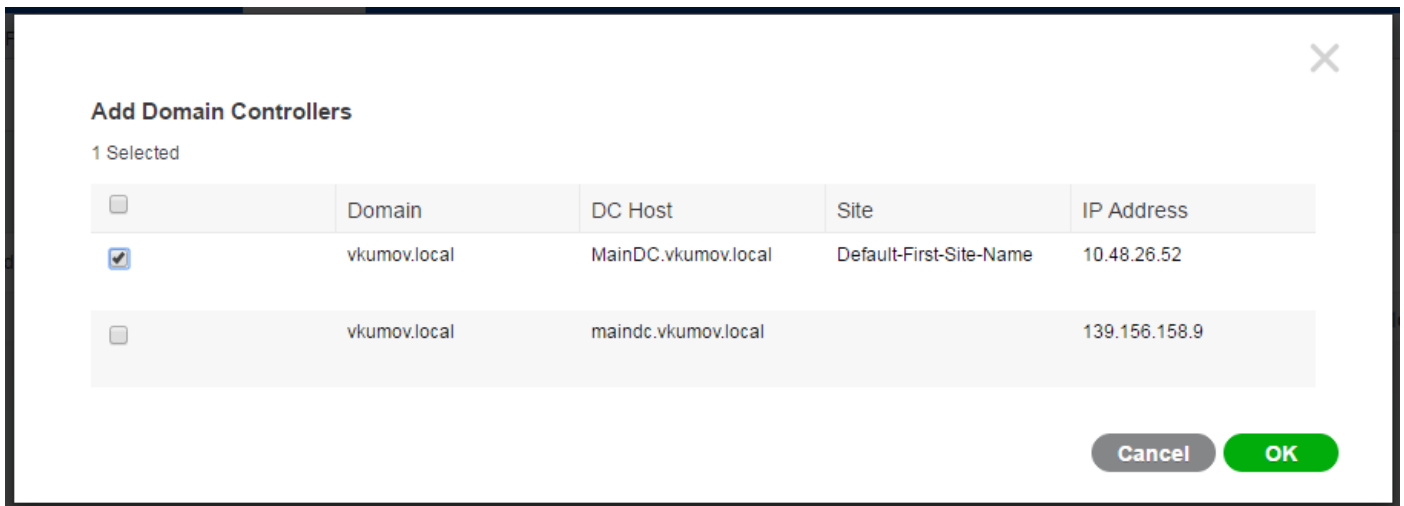 Add Domain Controllers
1 Selected
Domain DC Host Site IP Address
vkumov.local MainDC.vkumov.local Default-First-Site-Name 10.48.26.52
vkumov.local maindc.vkumov.local 139.156.158.9
Cancel OK